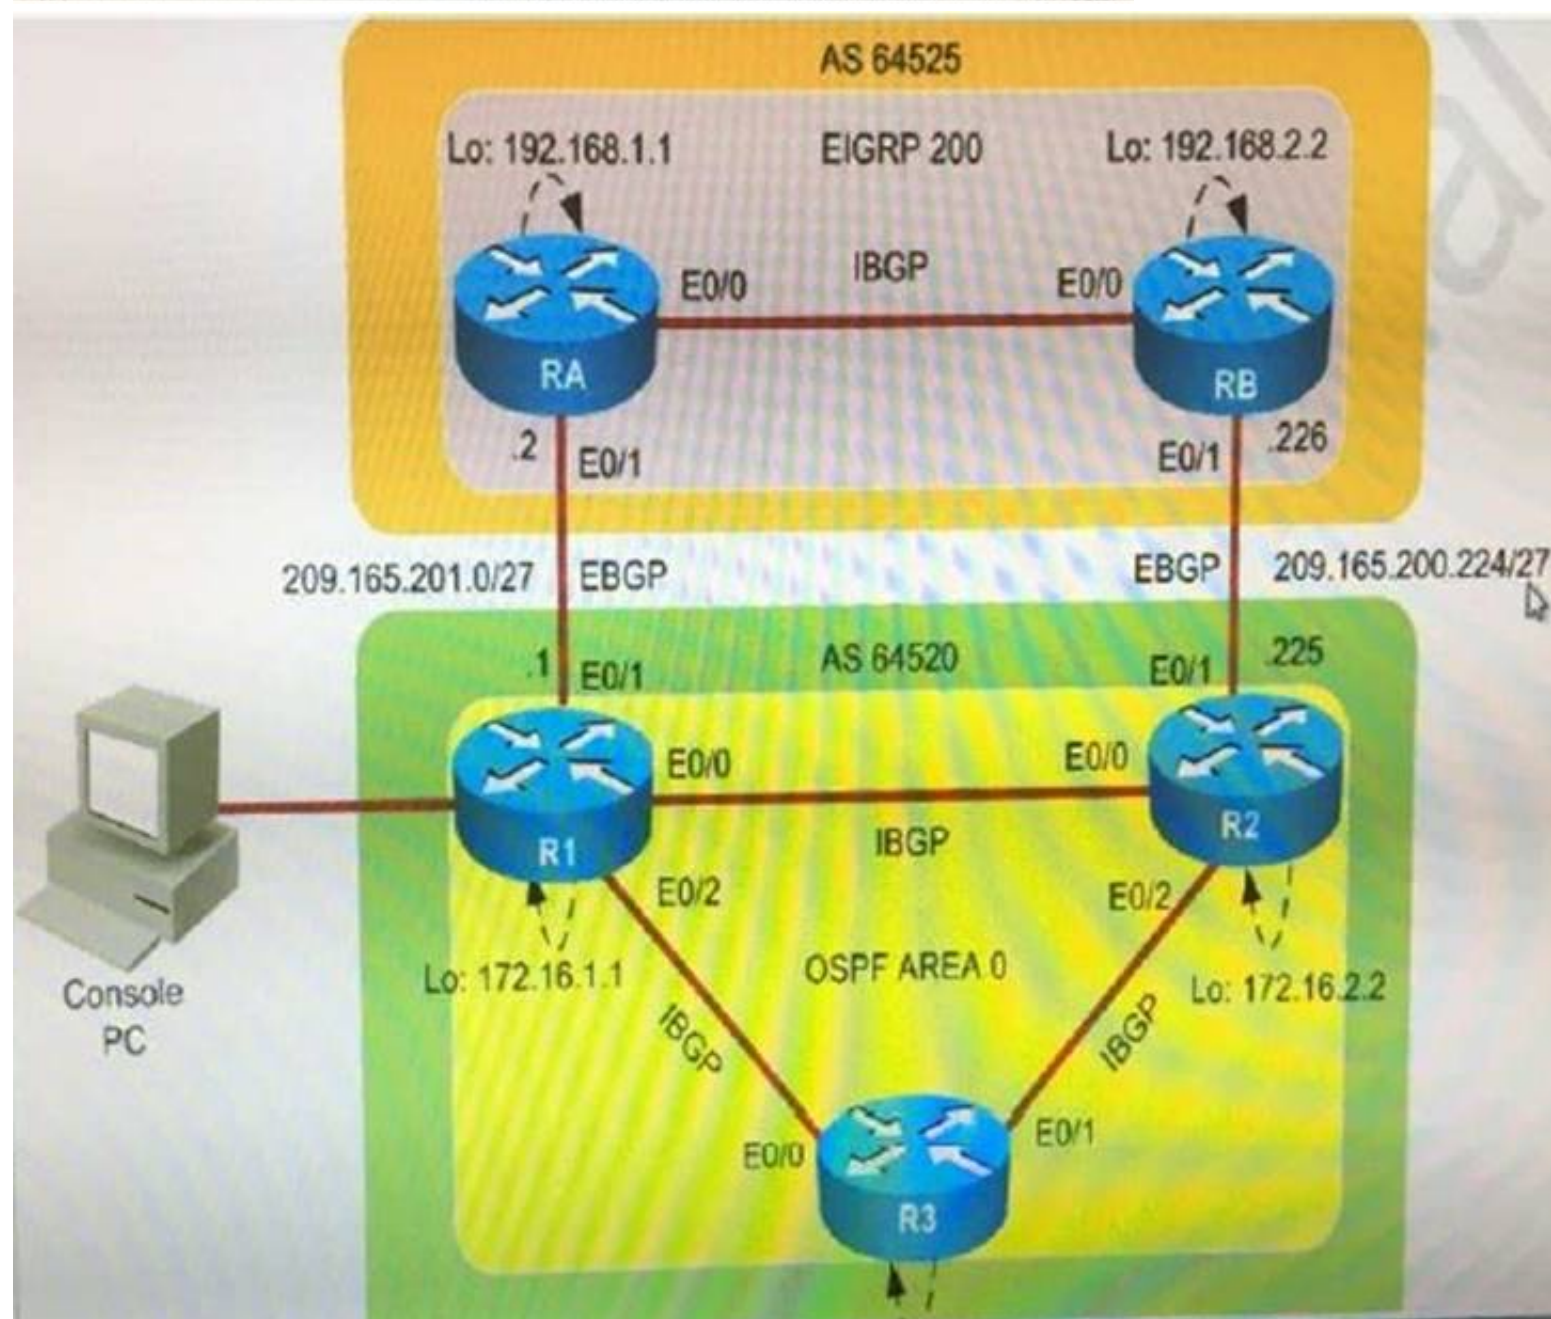 AS 64525
Lo: 192.168.1.1
EIGRP 200
Lo: 192.168.2.2
IBGP
E0/0
E0/0
RA
RB
.2
E0/1
E0/1
.226
209.165.201.0/27
EBGP
EBGP
209.165.200.224/27
.1
E0/1
AS 64520
E0/1
.225
E0/0
E0/0
R1
IBGP
R2
E0/2
E0/2
Lo: 172.16.1.1
OSPF AREA 0
Lo: 172.16.2.2
Console
PC
IBGP
IBGP
E0/0
E0/1
R3